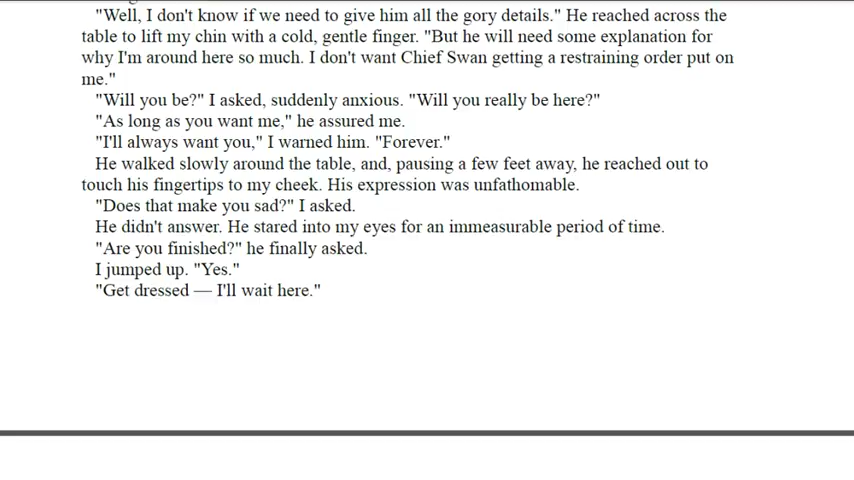 "Well, I don't know if we need to give him all the gory details." He reached across the
table to lift my chin with a cold, gentle finger. "But he will need some explanation for
why I'm around here so much. I don't want Chief Swan getting a restraining order put on
me."
"Will you be?" I asked, suddenly anxious. "Will you really be here?"
"As long as you want me," he assured me.
"I'll always want you," I warned him. "Forever."
He walked slowly around the table, and, pausing a few feet away, he reached out to
touch his fingertips to my cheek. His expression was unfathomable.
"Does that make you sad?" I asked.
He didn't answer. He stared into my eyes for an immeasurable period of time.
"Are you finished?" he finally asked.
I jumped up. "Yes."
"Get dressed — I'll wait here."